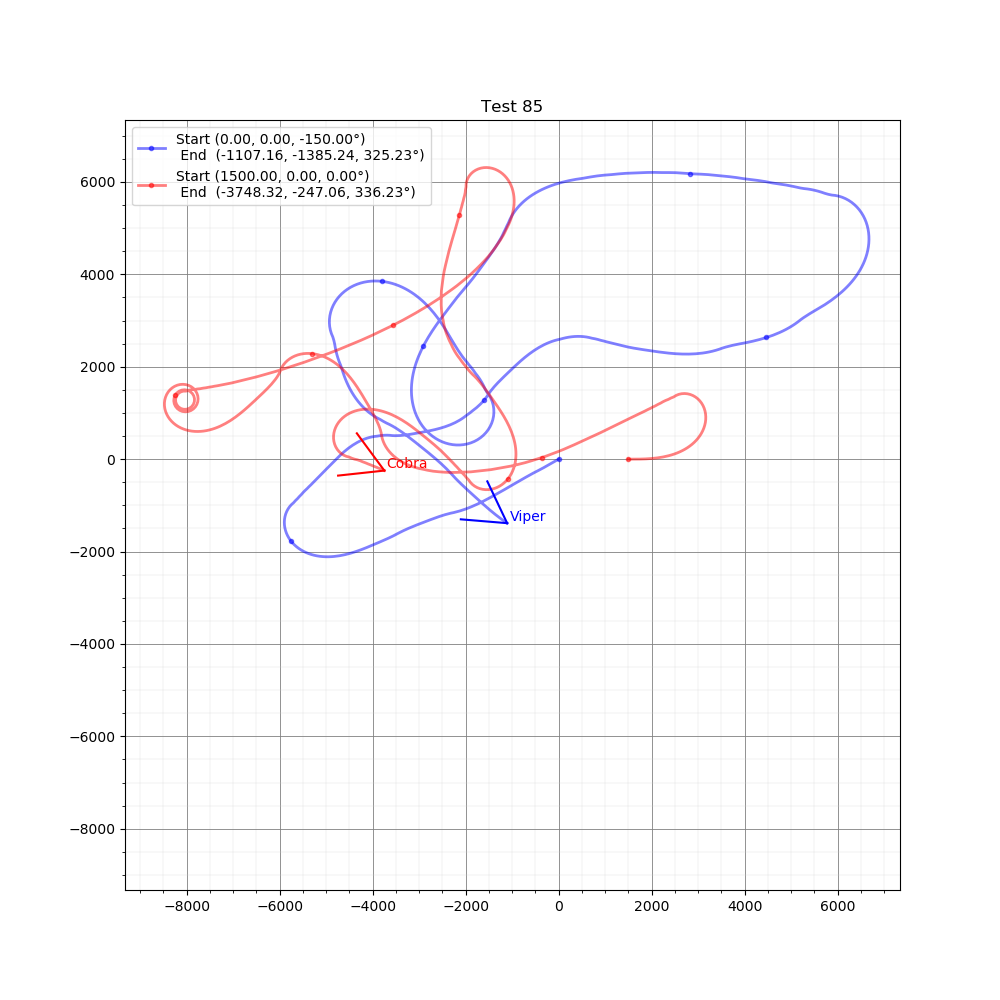 Test 85
Start (0.00, 0.00, -150.00°)
End (-1107.16, -1385.24, 325.23°)
Start (1500.00, 0.00, 0.00°)
End (-3748.32, -247.06, 336.23°)
6000
4000
2000
0
−2000
−4000
−6000
−8000
Cobra
Viper
−8000 −6000 −4000 −2000 0 2000 4000 6000